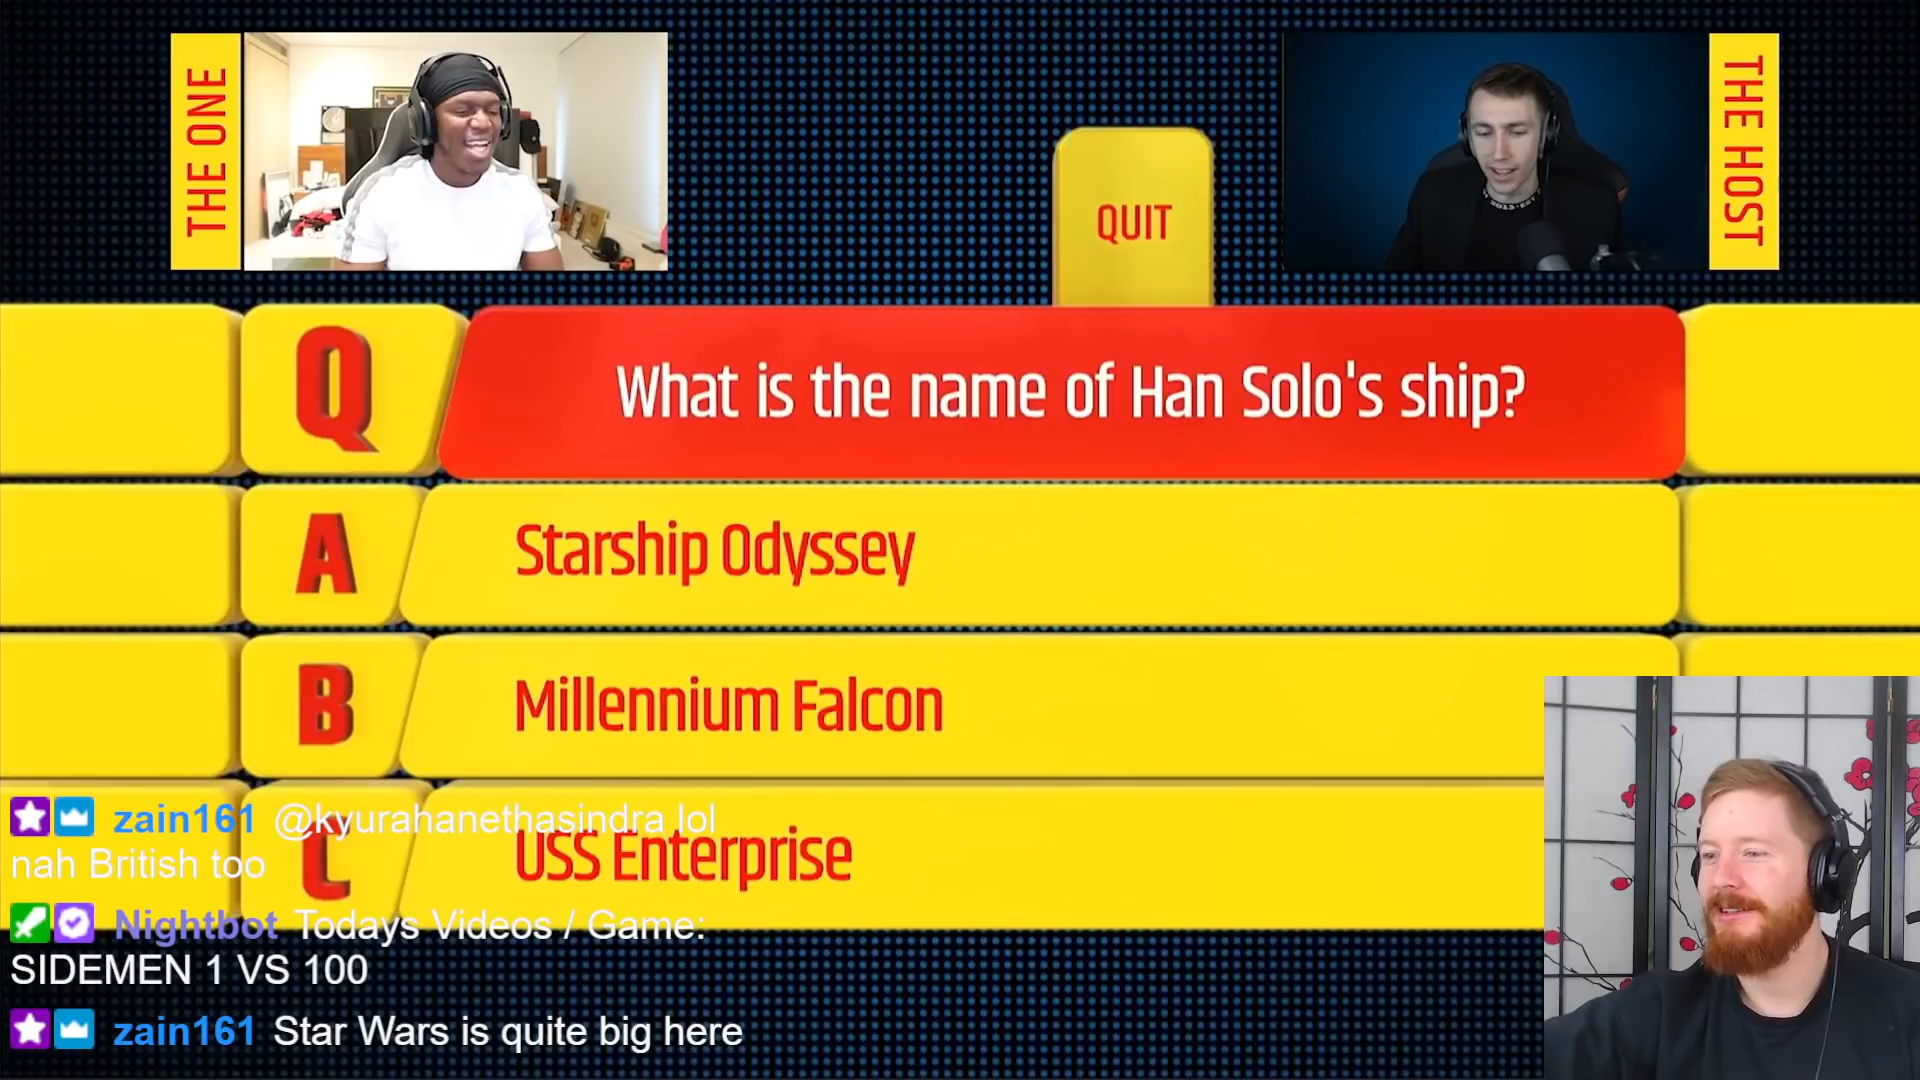 THE ONE
THE HOST
QUIT
Q
What is the name of Han Solo's ship?
A
Starship Odyssey
B
Millennium Falcon
C
USS Enterprise
zain161 @kyurahanethasindra lol
nah British too
Nightbot Todays Videos / Game:
SIDEMEN 1 VS 100
zain161 Star Wars is quite big here